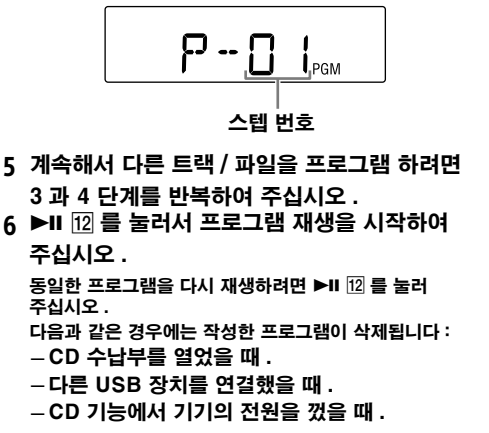 P--01 PGM
스텝 번호
5 계속해서 다른 트랙 / 파일을 프로그램 하려면
3 과 4 단계를 반복하여 주십시오 .
6 ►II 12 를 눌러서 프로그램 재생을 시작하여
주십시오 .
동일한 프로그램을 다시 재생하려면 ►II 12 를 눌러
주십시오 .
다음과 같은 경우에는 작성한 프로그램이 삭제됩니다 :
– CD 수납부를 열었을 때 .
– 다른 USB 장치를 연결했을 때 .
– CD 기능에서 기기의 전원을 껐을 때 .